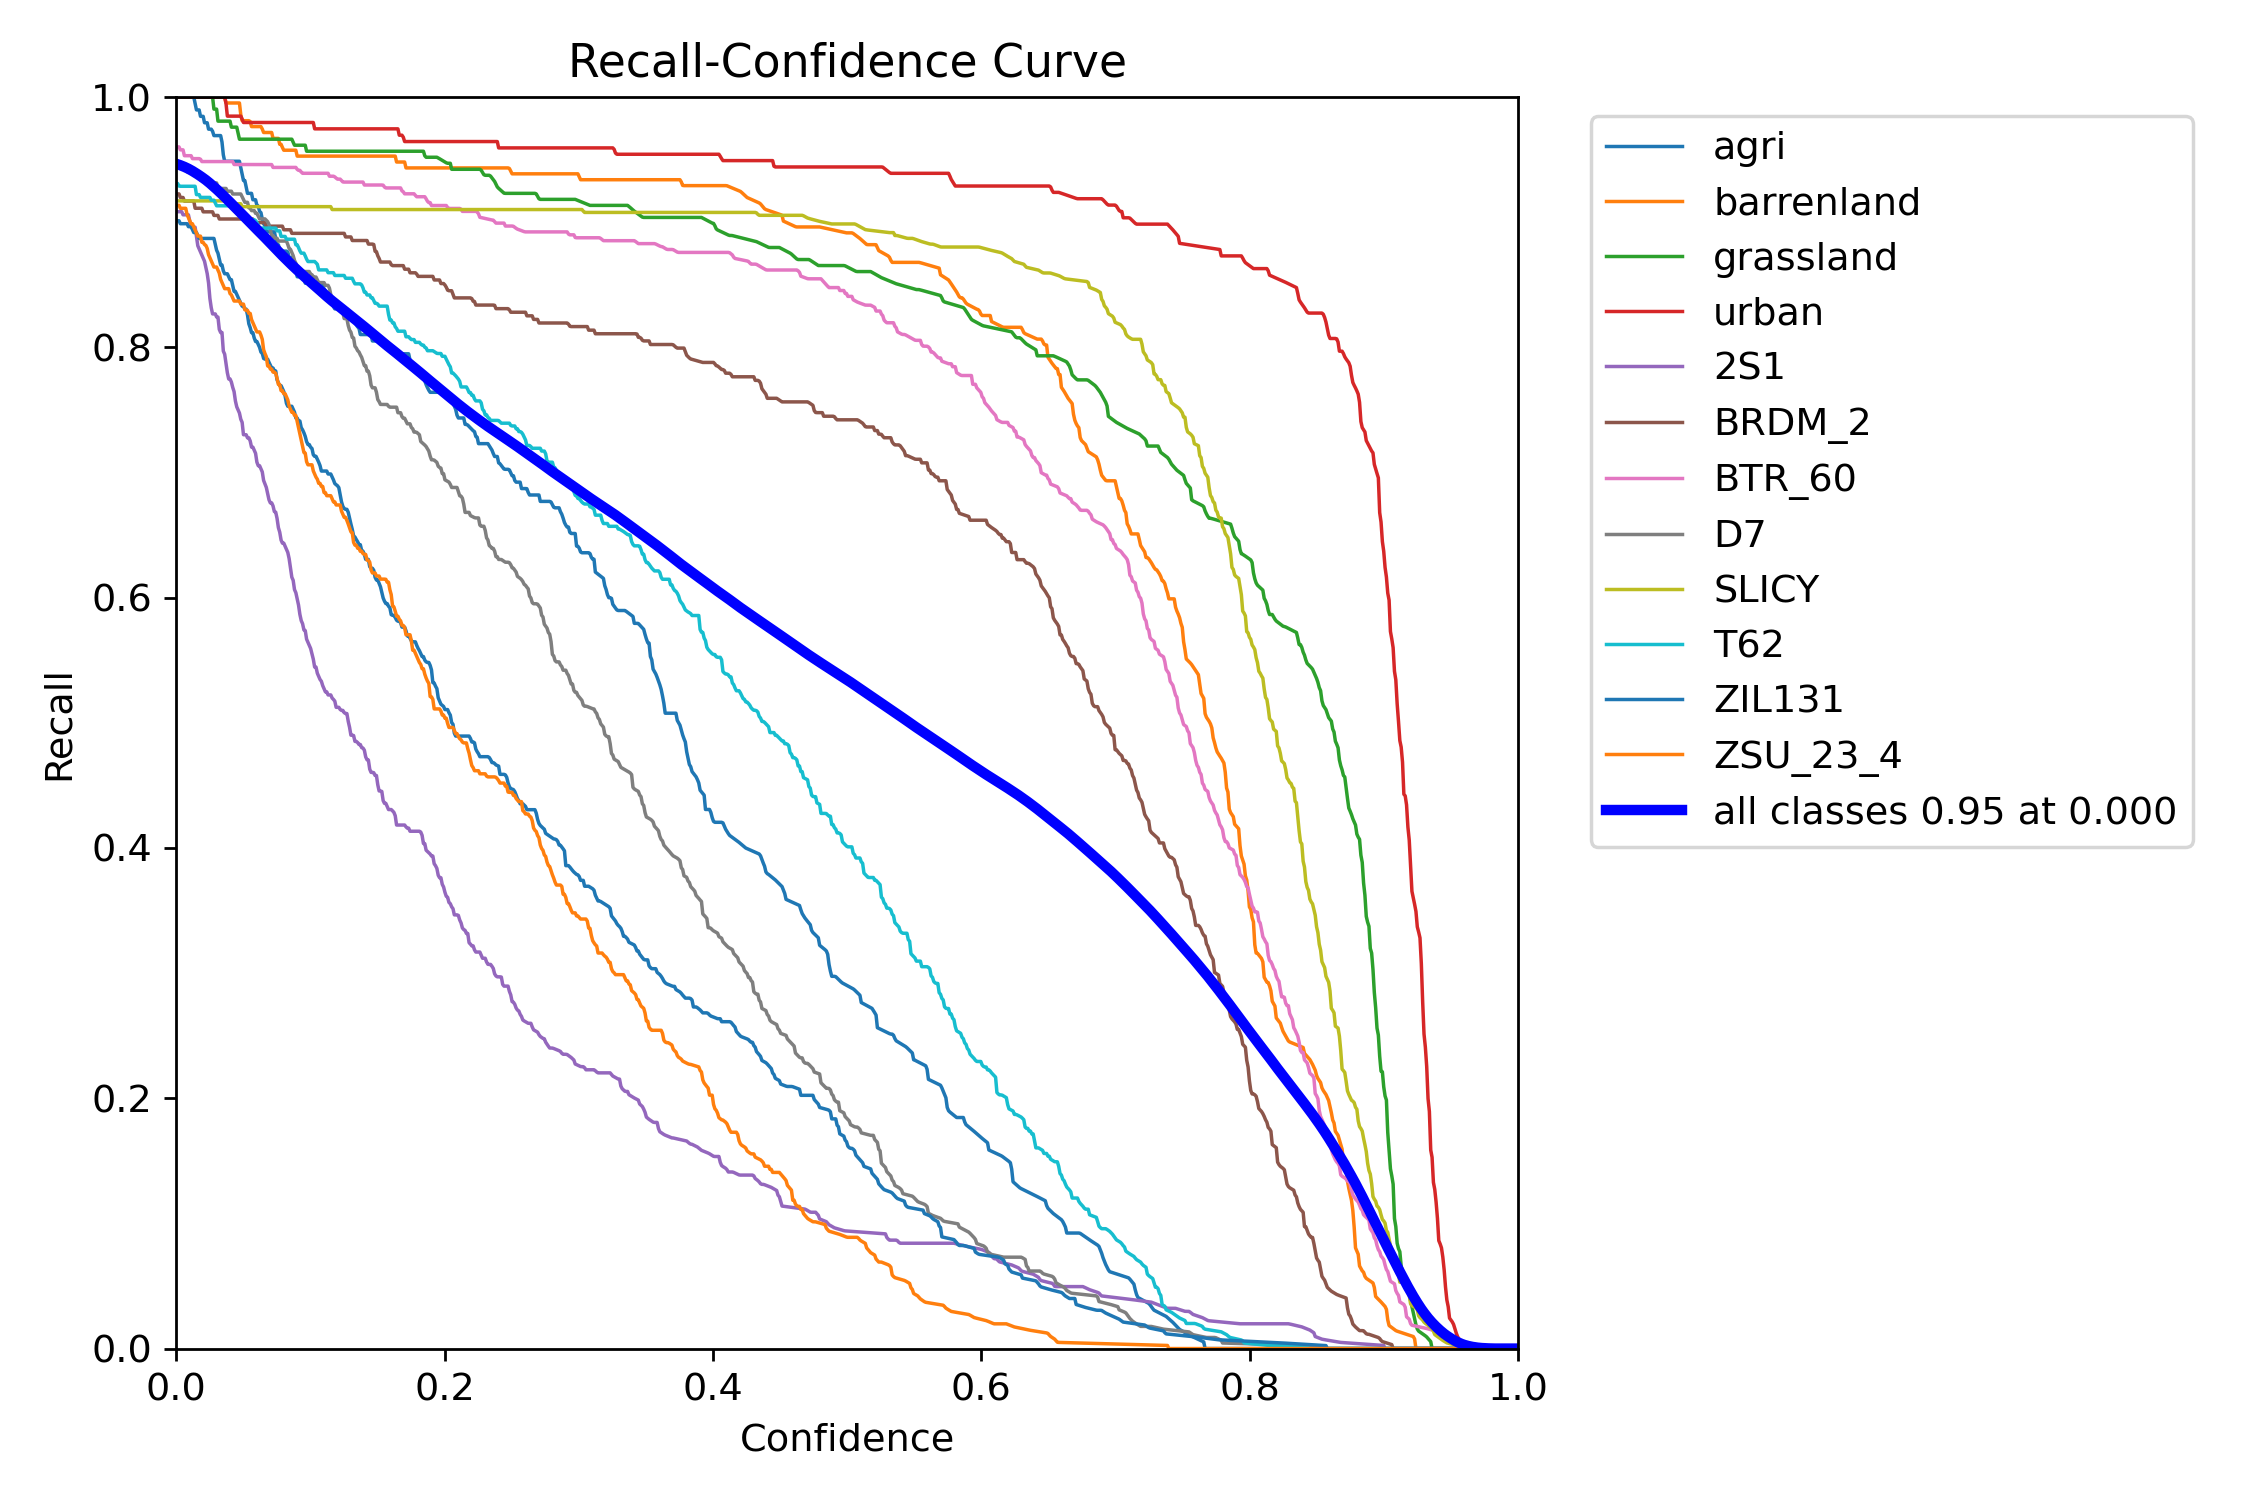 Recall-Confidence Curve
1.0
0.8
0.6
0.4
0.2
0.0
Recall
0.0 0.2 0.4 0.6 0.8 1.0
Confidence
agri
barrenland
grassland
urban
2S1
BRDM_2
BTR_60
D7
SLICY
T62
ZIL131
ZSU_23_4
all classes 0.95 at 0.000